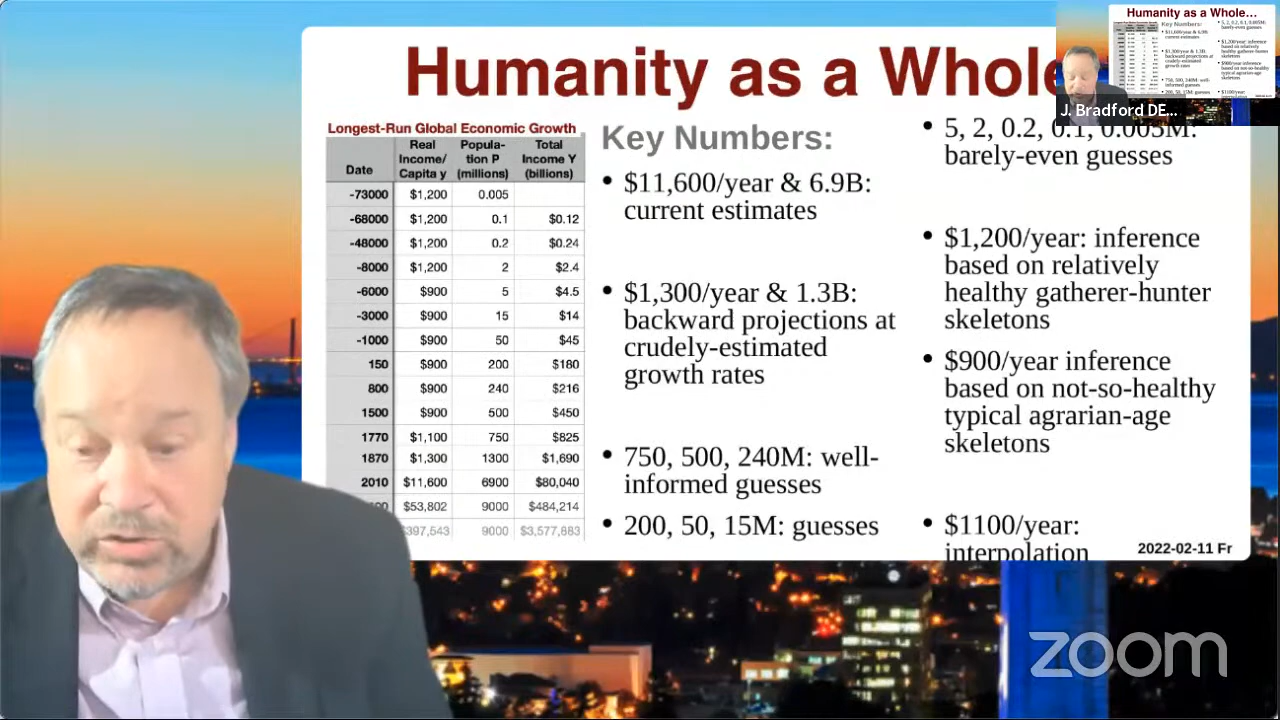 Humanity as a Whole
Longest-Run Global Economic Growth
Date Real Income/ Capita y Popula- tion P (millions) Total Income Y (billions)
-73000 $1,200 0.005
-68000 $1,200 0.1 $0.12
-48000 $1,200 0.2 $0.24
-8000 $1,200 2 $2.4
-6000 $900 5 $4.5
-3000 $900 15 $14
-1000 $900 50 $45
150 $900 200 $180
800 $900 240 $216
1500 $900 500 $450
1770 $1,100 750 $825
1870 $1,300 1300 $1,690
2010 $11,600 6900 $80,040
$53,802 9000 $484,214
$397,543 9000 $3,577,883
Key Numbers:
• $11,600/year & 6.9B:
current estimates
• $1,300/year & 1.3B:
backward projections at
crudely-estimated
growth rates
• 750, 500, 240M: well-
informed guesses
• 200, 50, 15M: guesses
• 5, 2, 0.2, 0.1, 0.005M:
barely-even guesses
• $1,200/year: inference
based on relatively
healthy gatherer-hunter
skeletons
• $900/year inference
based on not-so-healthy
typical agrarian-age
skeletons
• $1100/year:
interpolation
2022-02-11 Fr
Humanity as a Whole…
Key Numbers:
J. Bradford DE...
zoom